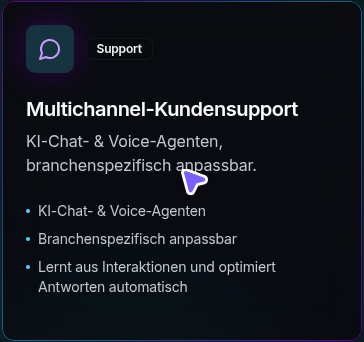 Support
Multichannel-Kundensupport
KI-Chat- & Voice-Agenten,
branchenspezifisch anpassbar.
• KI-Chat- & Voice-Agenten
• Branchenspezifisch anpassbar
• Lernt aus Interaktionen und optimiert
Antworten automatisch